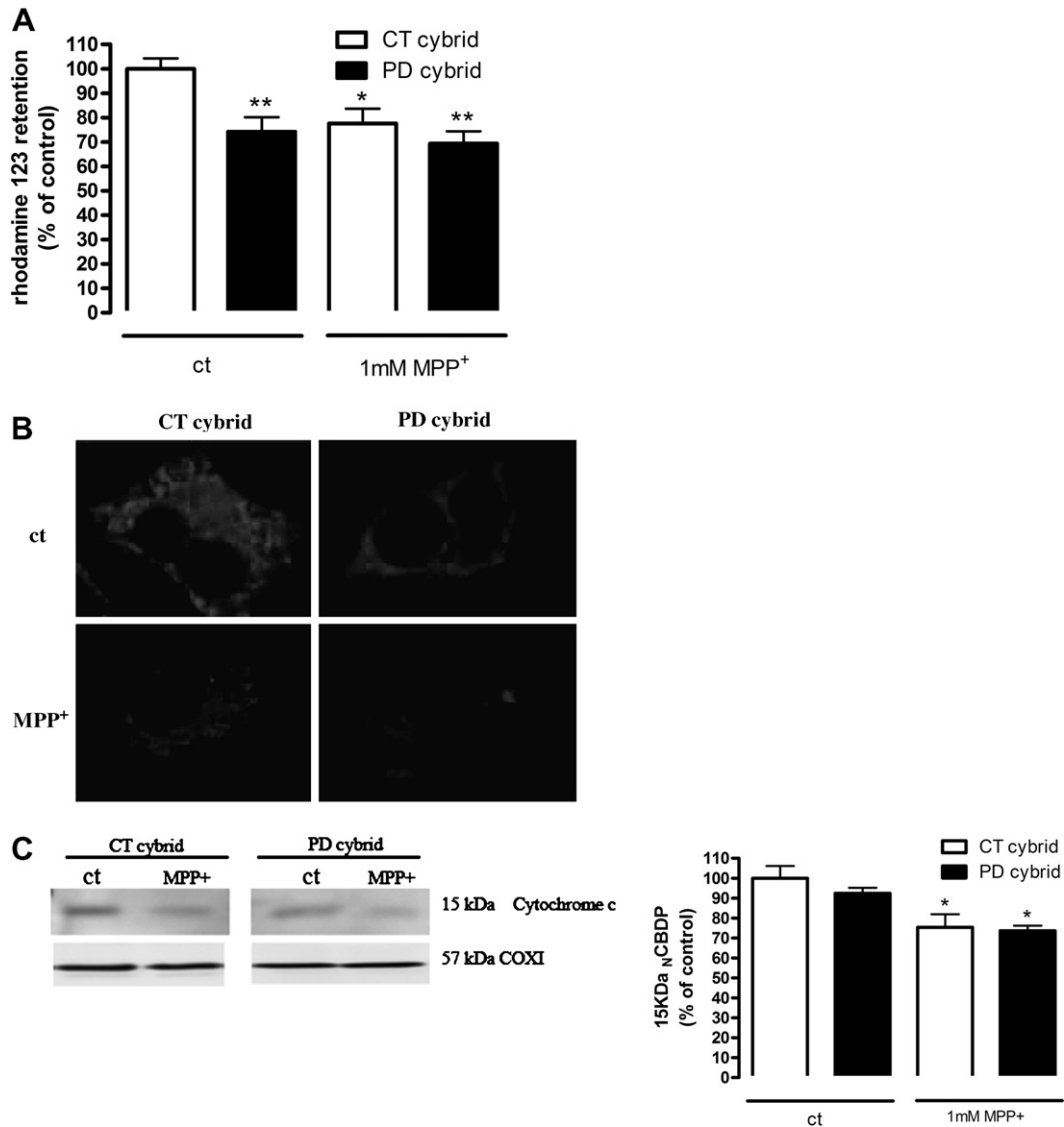 A
CT cybrid
PD cybrid
rhodamine 123 retention
(% of control)
110
100
90
80
70
60
50
40
30
20
10
0
**
*
**
ct
1mM MPP+
B
CT cybrid
PD cybrid
ct
MPP+
C
CT cybrid
PD cybrid
ct
MPP+
ct
MPP+
15 kDa Cytochrome c
57 kDa COXI
CT cybrid
PD cybrid
15KDa NCBDP
(% of control)
110
100
90
80
70
60
50
40
30
20
10
0
*
*
ct
1mM MPP+